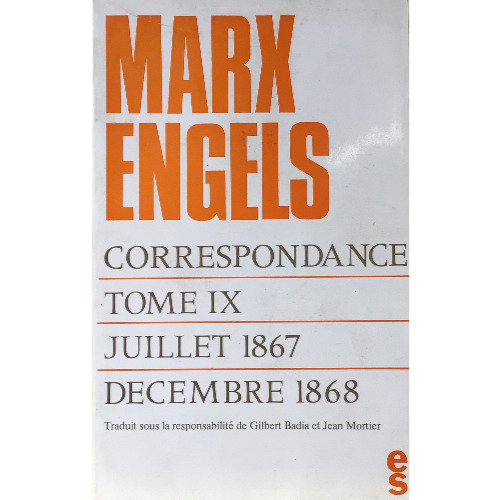 MARX
ENGELS
CORRESPONDANCE
TOME IX
JUILLET 1867
DECEMBRE 1868
Traduit sous la responsabilité de Gilbert Badia et Jean Mortier
es